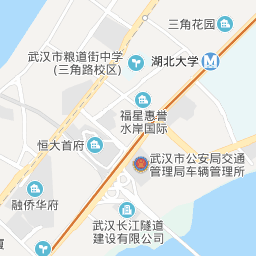 三角花园
武汉市粮道街中学
(三角路校区)
湖北大学
福星惠誉
水岸国际
恒大首府
武汉市公安局交通
管理局车辆管理所
融侨华府
武汉长江隧道
建设有限公司
厦